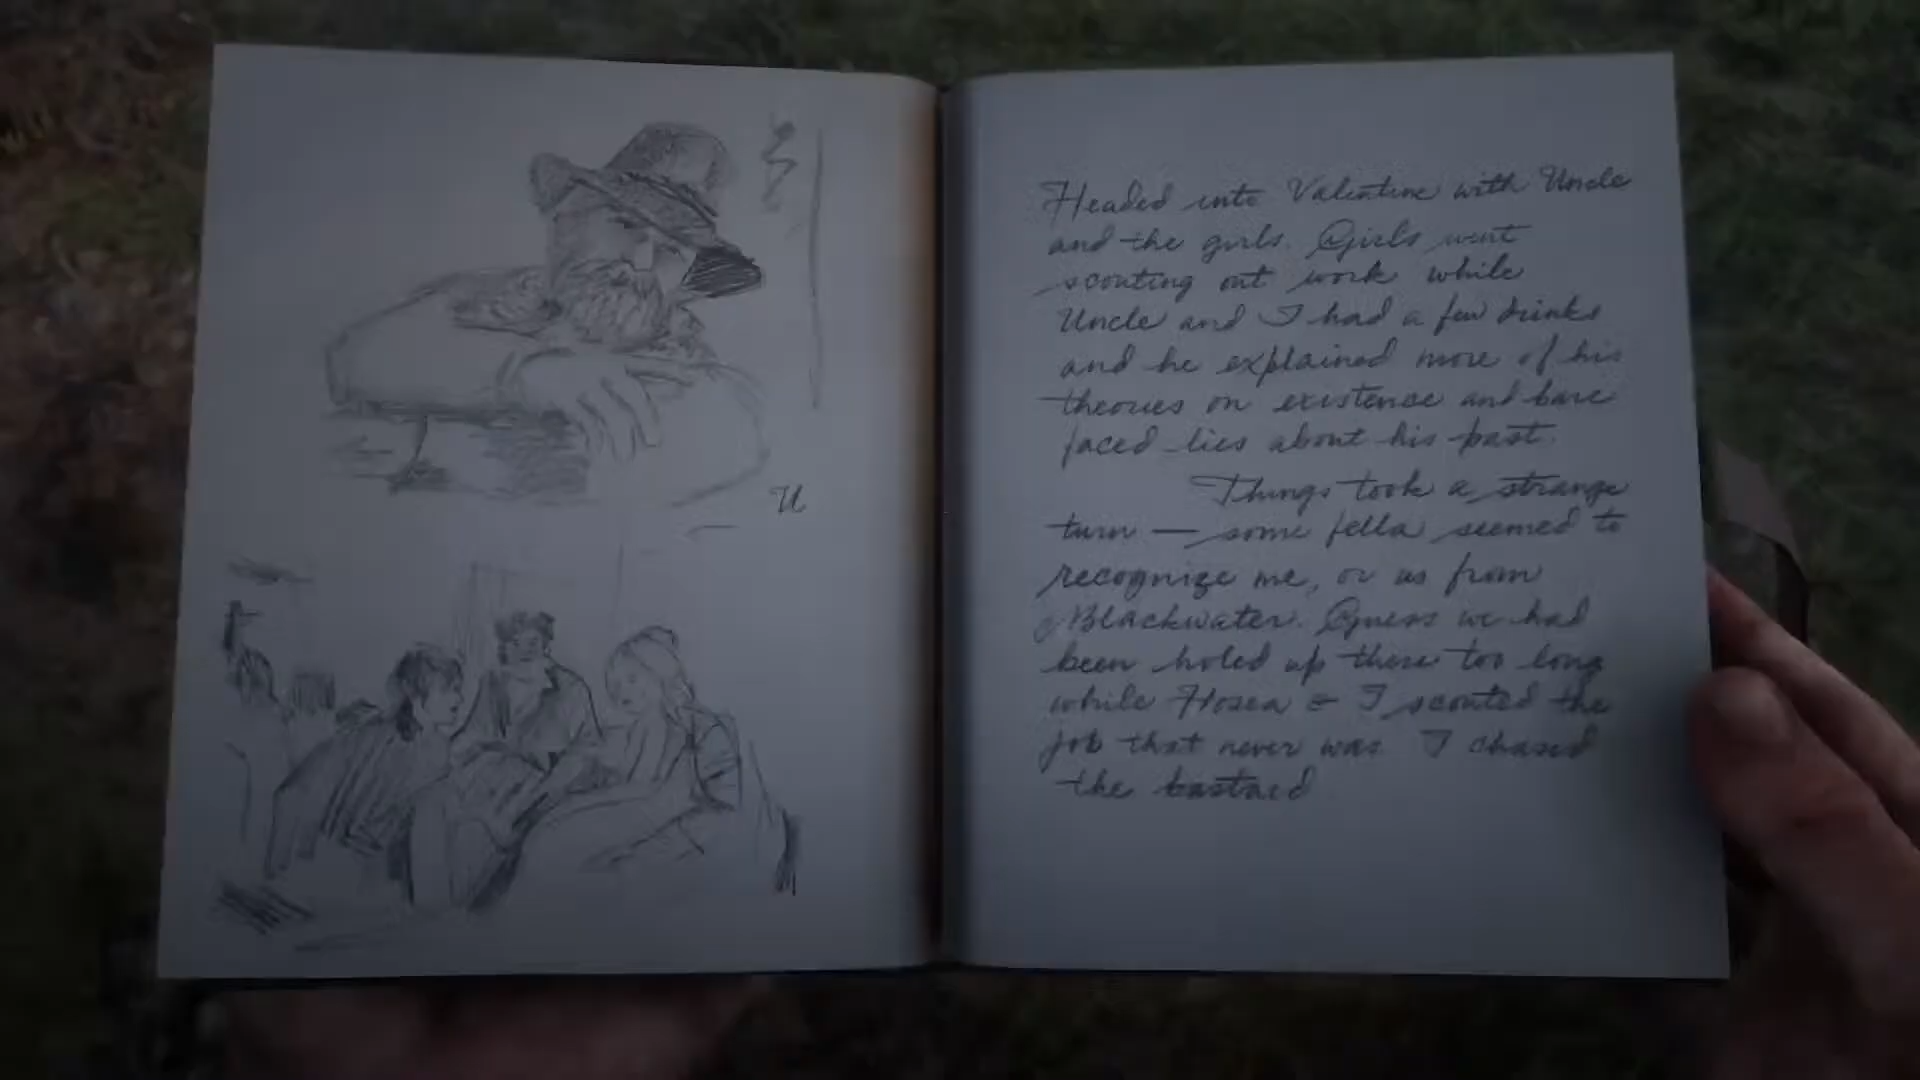 U
Headed into Valentine with Uncle
and the girls. Girls went
scouting out work while
Uncle and I had a few drinks
and he explained more of his
theories on existence and bare
faced lies about his past.
Things took a strange
turn — some fella seemed to
recognize me, or us from
Blackwater. Guess we had
been holed up there too long
while Hosea & I scouted the
job that never was. I chased
the bastard